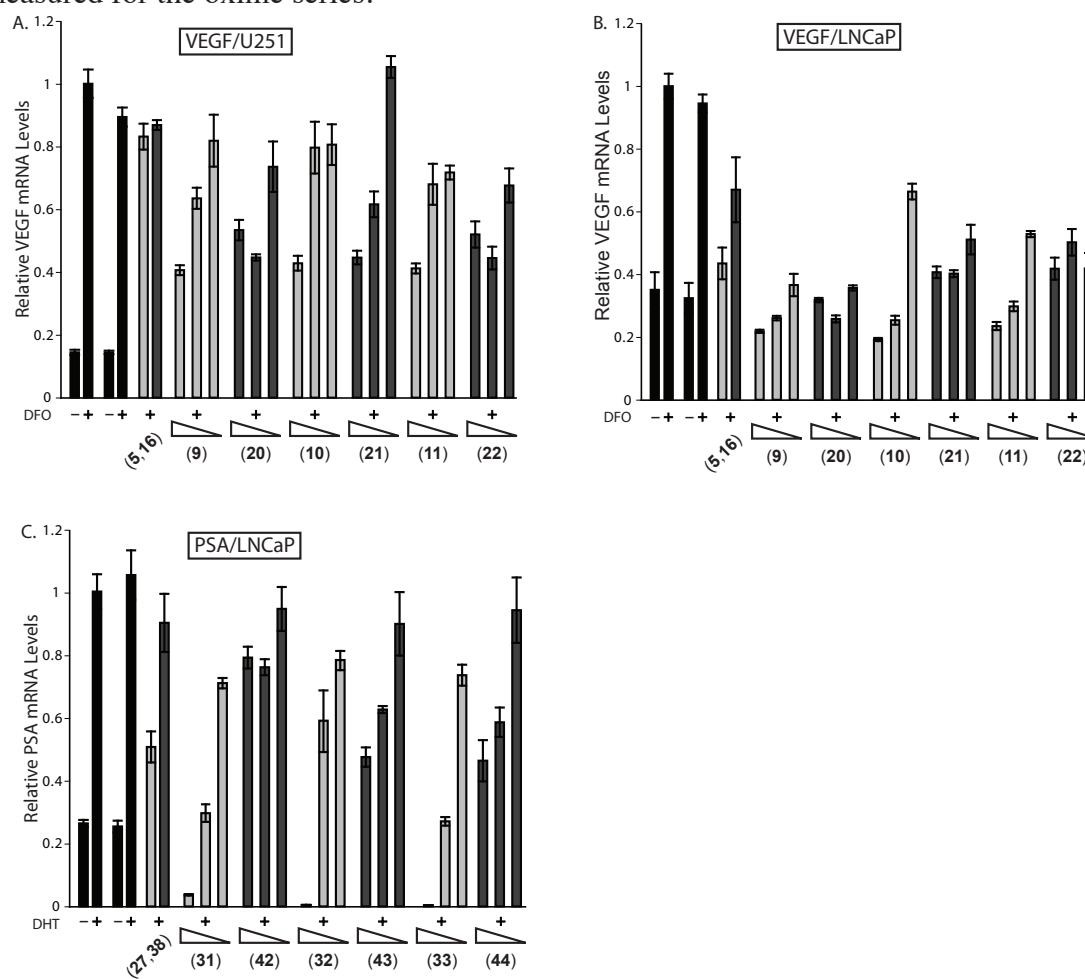 measured for the oxime series.
A.
VEGF/U251
Relative VEGF mRNA Levels
1.2
1
0.8
0.6
0.4
0.2
0
DFO
– + – + + + + + + + +
(5,16) (9) (20) (10) (21) (11) (22)
B.
VEGF/LNCaP
Relative VEGF mRNA Levels
1.2
1
0.8
0.6
0.4
0.2
0
DFO
– + – + + + + + + + +
(5,16) (9) (20) (10) (21) (11) (22)
C.
PSA/LNCaP
Relative PSA mRNA Levels
1.2
1
0.8
0.6
0.4
0.2
0
DHT
– + – + + + + + + + +
(27,38) (31) (42) (32) (43) (33) (44)